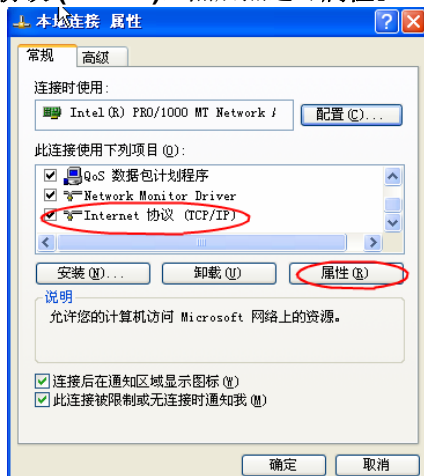 本地连接 属性
常规
高级
连接时使用:
Intel(R) PRO/1000 MT Network
配置(C)...
此连接使用下列项目(O):
QoS 数据包计划程序
Network Monitor Driver
Internet 协议 (TCP/IP)
安装(N)...
卸载(U)
属性(R)
说明
允许您的计算机访问 Microsoft 网络上的资源。
连接后在通知区域显示图标(W)
此连接被限制或无连接时通知我(M)
确定
取消